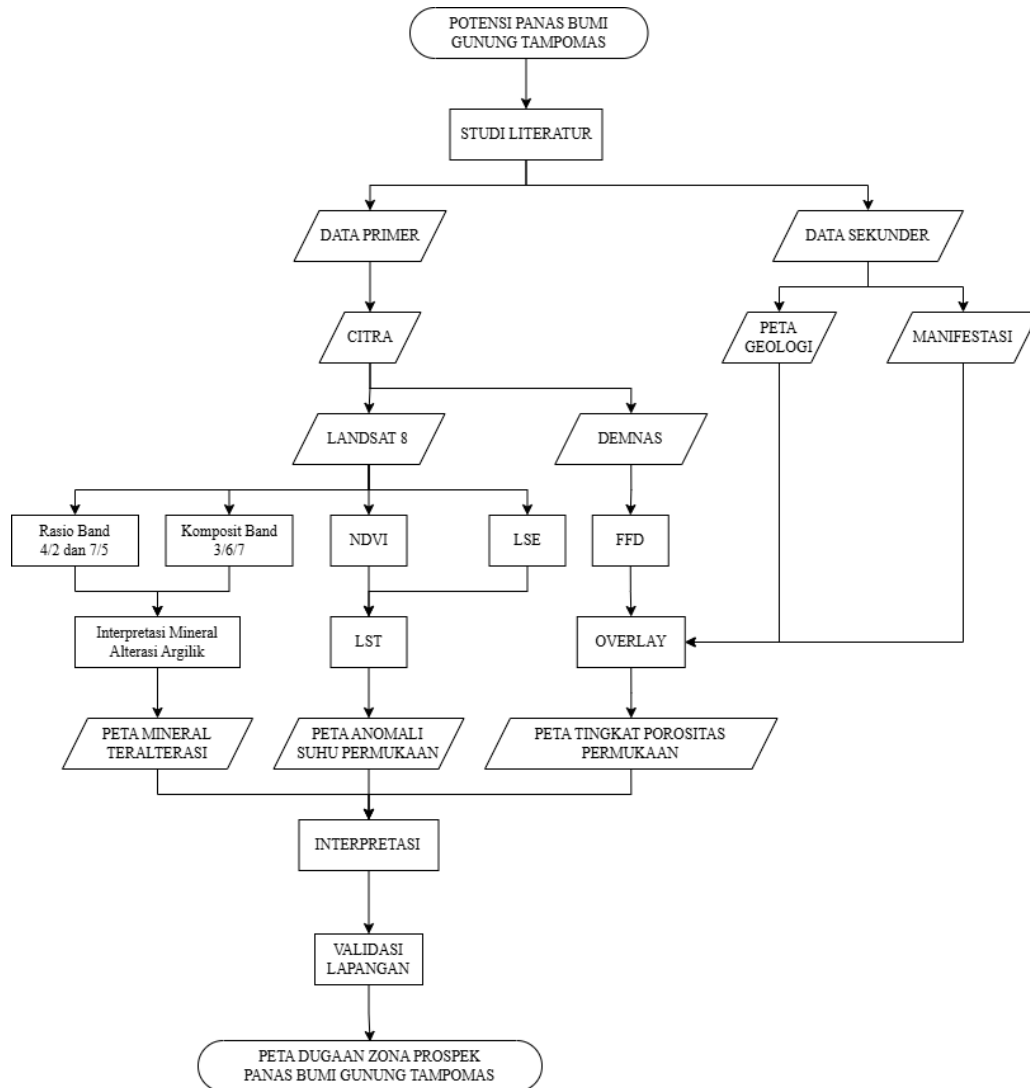 POTENSI PANAS BUMI
GUNUNG TAMPOMAS
STUDI LITERATUR
DATA PRIMER
DATA SEKUNDER
CITRA
PETA
GEOLOGI
MANIFESTASI
LANDSAT 8
DEMNAS
Rasio Band
4/2 dan 7/5
Komposit Band
3/6/7
NDVI
LSE
FFD
Interpretasi Mineral
Alterasi Argilik
LST
OVERLAY
PETA MINERAL
TERALTERASI
PETA ANOMALI
SUHU PERMUKAAN
PETA TINGKAT POROSITAS
PERMUKAAN
INTERPRETASI
VALIDASI
LAPANGAN
PETA DUGAAN ZONA PROSPEK
PANAS BUMI GUNUNG TAMPOMAS